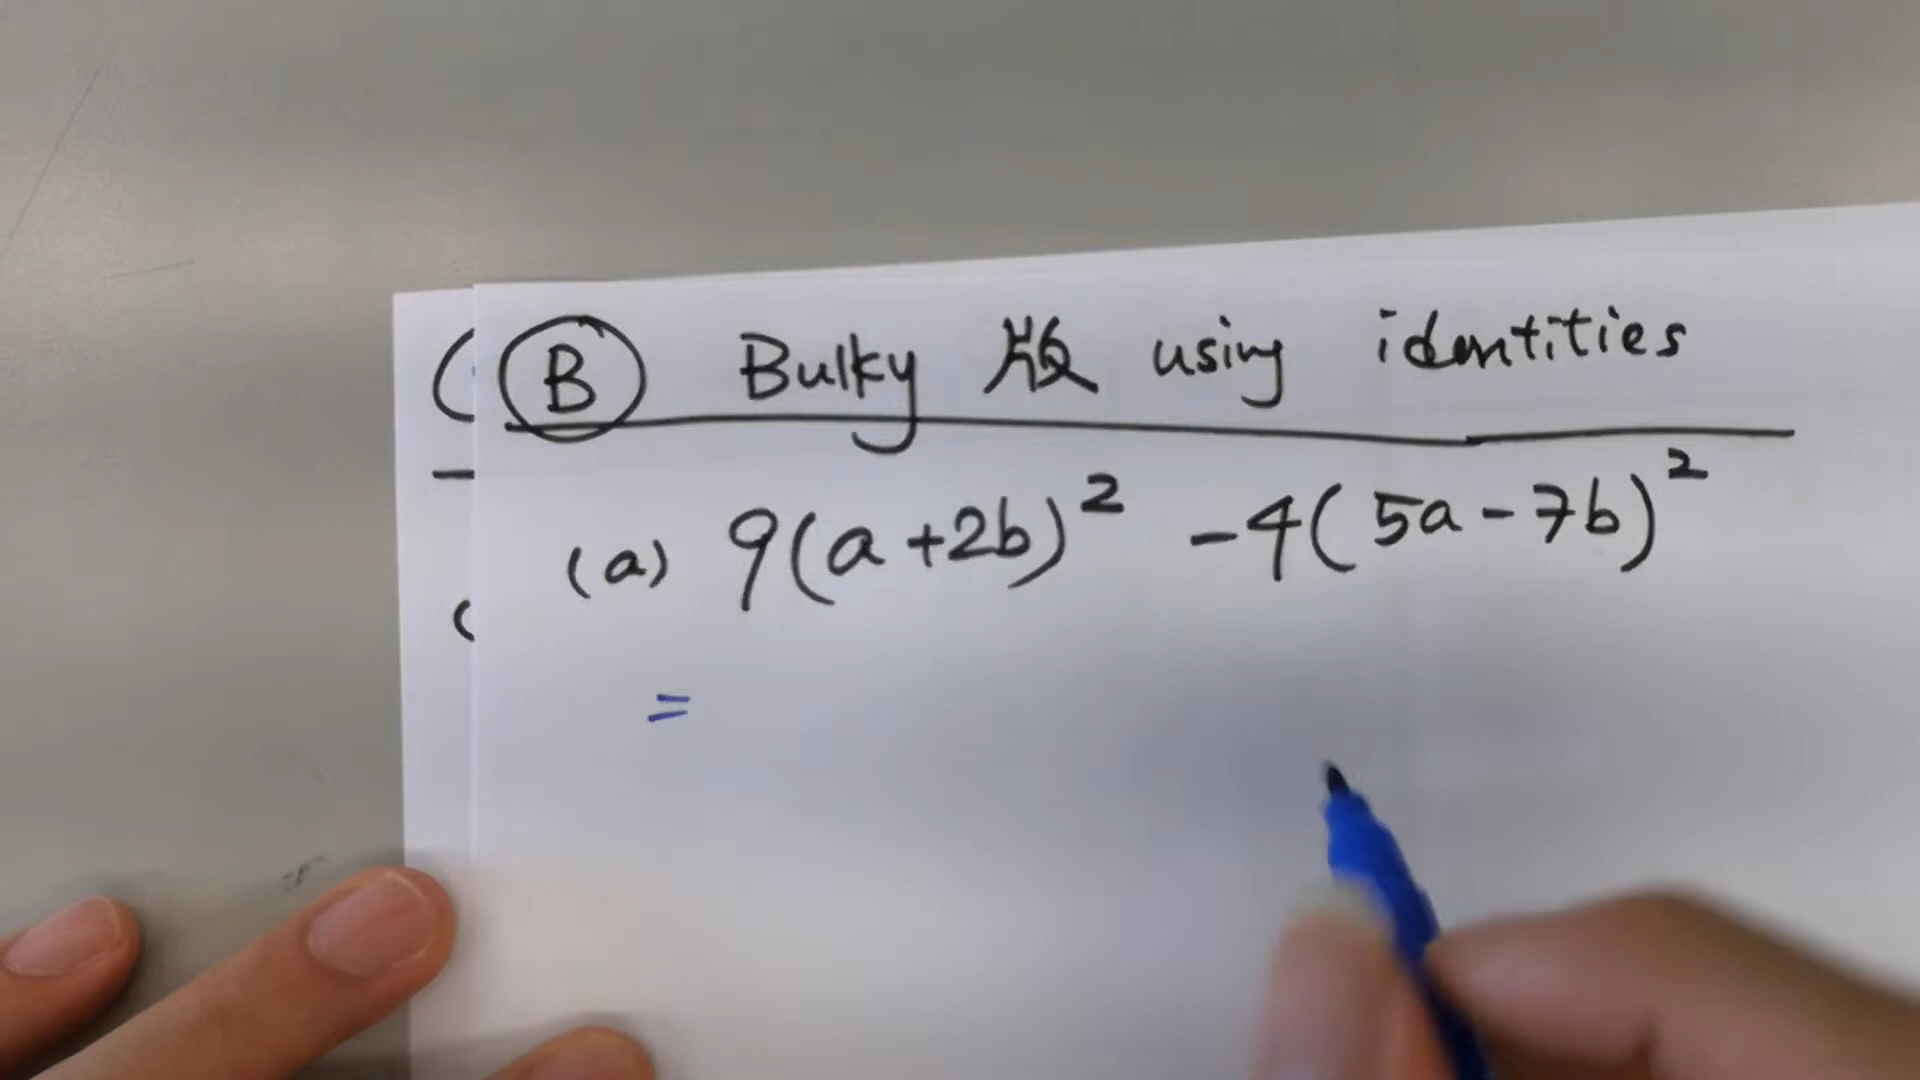 Ⓑ Bulky 版 using identities
(a) 9(a+2b)² -4(5a-7b)²
=